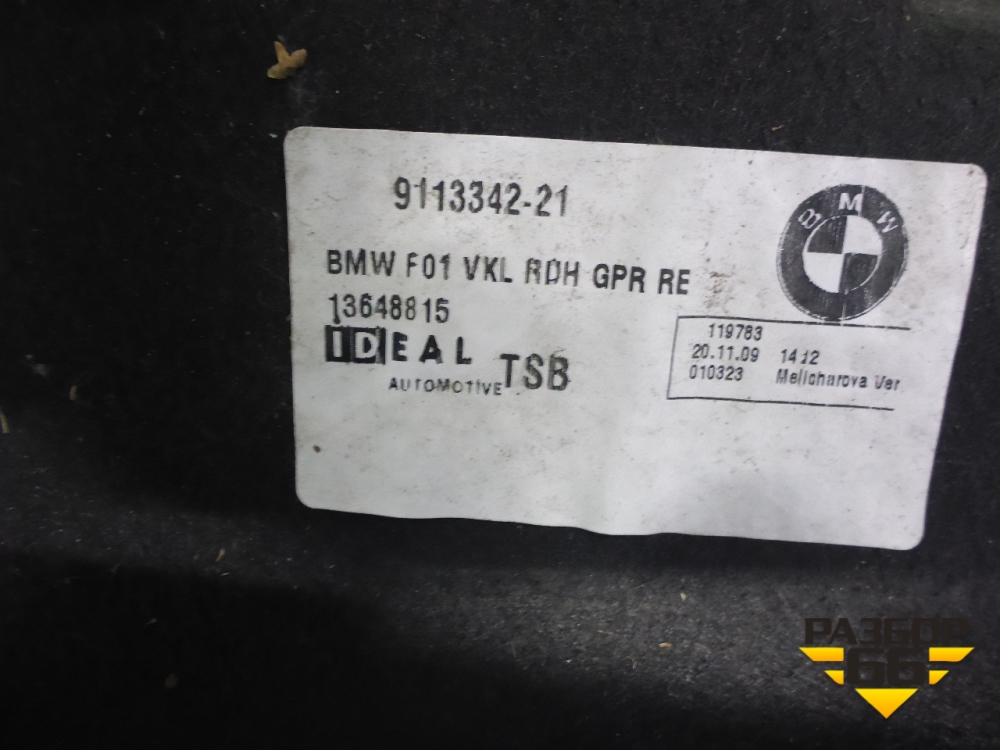 9113342-21
BMW
BMW F01 VKL RDH GPR RE
13648815
IDEAL TSB
AUTOMOTIVE
119783
20.11.09 14:12
010323 Melicharova Ver
РАЗБОР
66